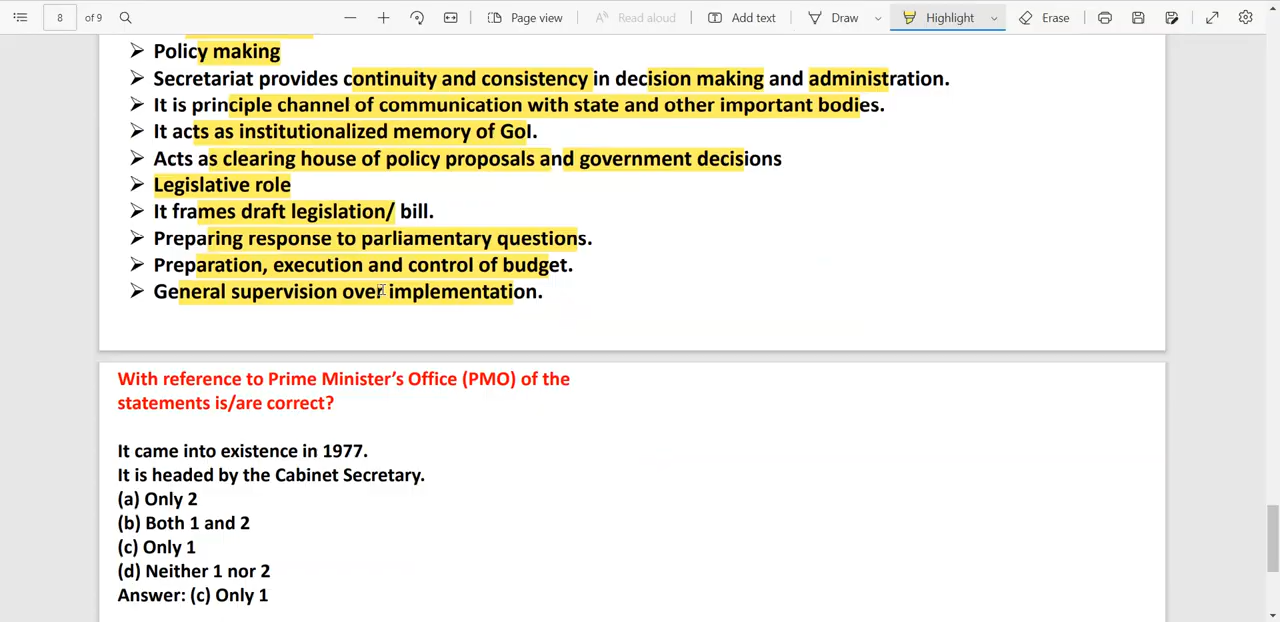 of 9
Page view
Read aloud
Add text
Draw
Highlight
Erase
8
Policy making
Secretariat provides continuity and consistency in decision making and administration.
It is principle channel of communication with state and other important bodies.
It acts as institutionalized memory of GoI.
Acts as clearing house of policy proposals and government decisions
Legislative role
It frames draft legislation/ bill.
Preparing response to parliamentary questions.
Preparation, execution and control of budget.
General supervision over implementation.
With reference to Prime Minister’s Office (PMO) of the
statements is/are correct?
It came into existence in 1977.
It is headed by the Cabinet Secretary.
(a) Only 2
(b) Both 1 and 2
(c) Only 1
(d) Neither 1 nor 2
Answer: (c) Only 1